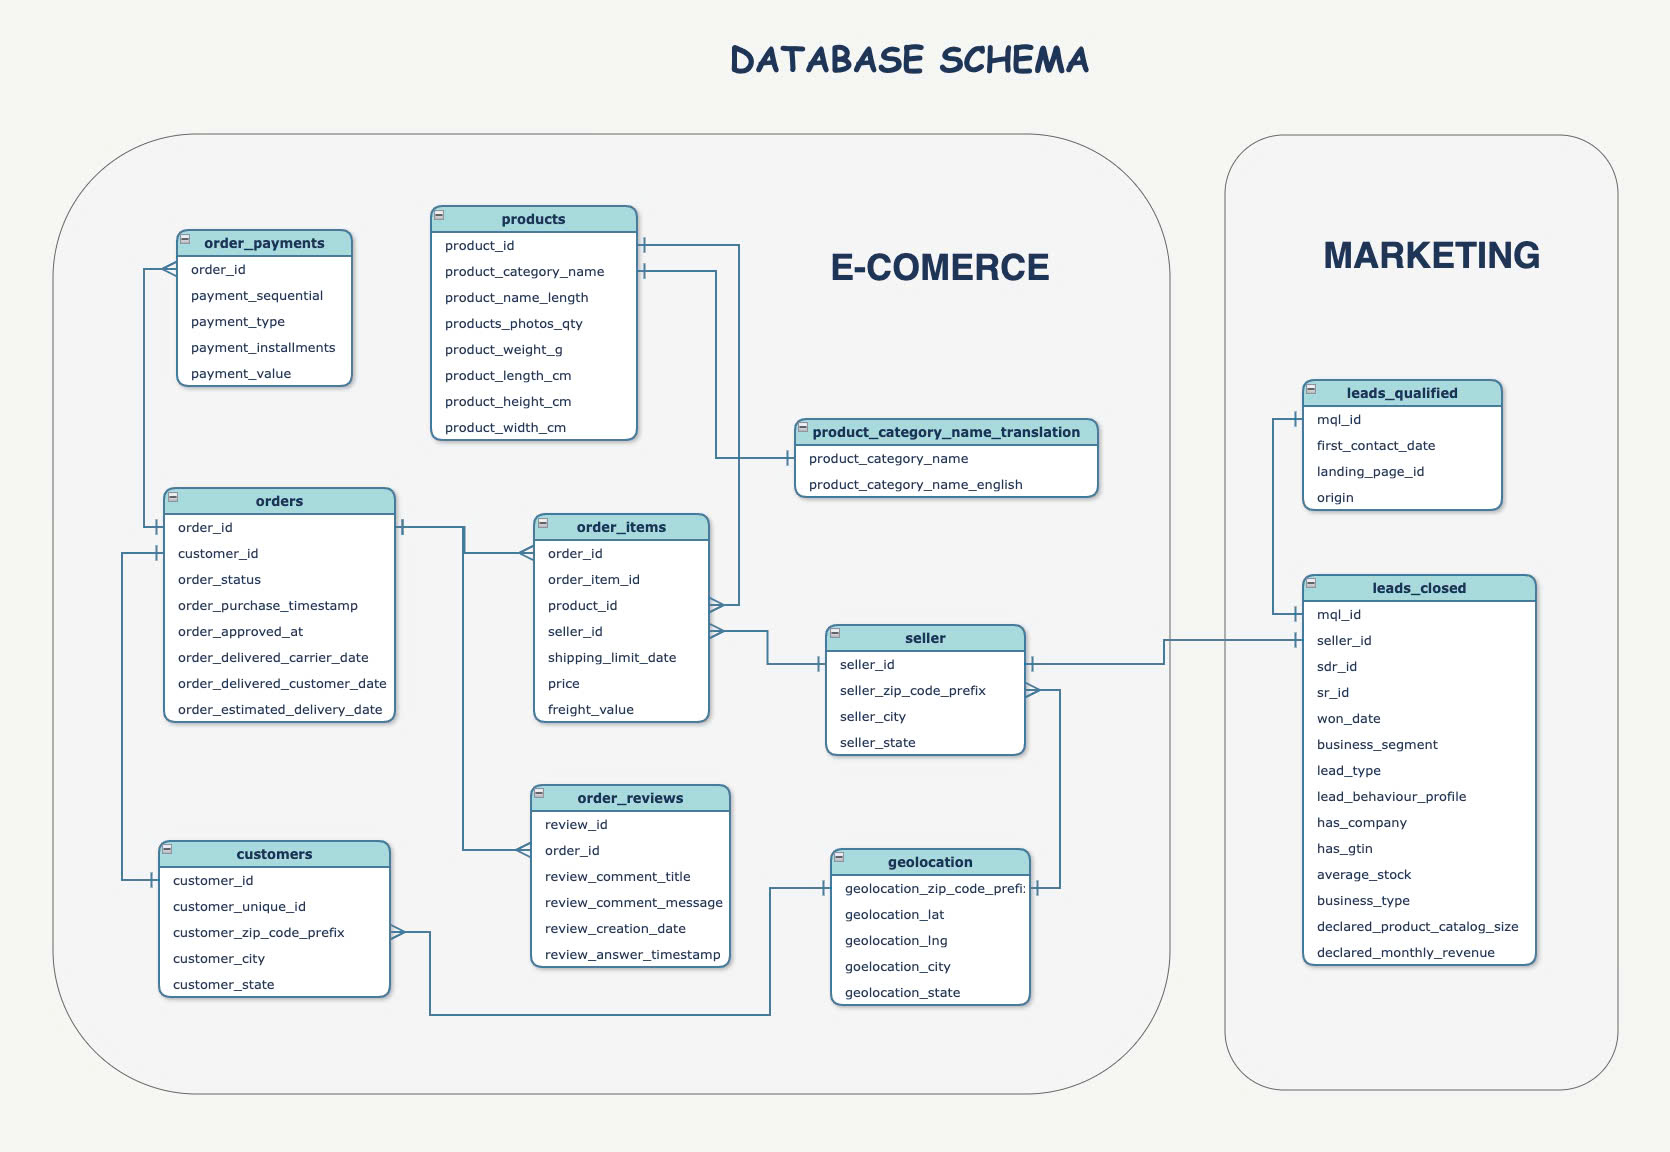 DATABASE SCHEMA
E-COMERCE
order_payments
order_id
payment_sequential
payment_type
payment_installments
payment_value
products
product_id
product_category_name
product_name_length
products_photos_qty
product_weight_g
product_length_cm
product_height_cm
product_width_cm
product_category_name_translation
product_category_name
product_category_name_english
orders
order_id
customer_id
order_status
order_purchase_timestamp
order_approved_at
order_delivered_carrier_date
order_delivered_customer_date
order_estimated_delivery_date
order_items
order_id
order_item_id
product_id
seller_id
shipping_limit_date
price
freight_value
seller
seller_id
seller_zip_code_prefix
seller_city
seller_state
order_reviews
review_id
order_id
review_comment_title
review_comment_message
review_creation_date
review_answer_timestamp
customers
customer_id
customer_unique_id
customer_zip_code_prefix
customer_city
customer_state
geolocation
geolocation_zip_code_prefix
geolocation_lat
geolocation_lng
goelocation_city
geolocation_state
MARKETING
leads_qualified
mql_id
first_contact_date
landing_page_id
origin
leads_closed
mql_id
seller_id
sdr_id
sr_id
won_date
business_segment
lead_type
lead_behaviour_profile
has_company
has_gtin
average_stock
business_type
declared_product_catalog_size
declared_monthly_revenue